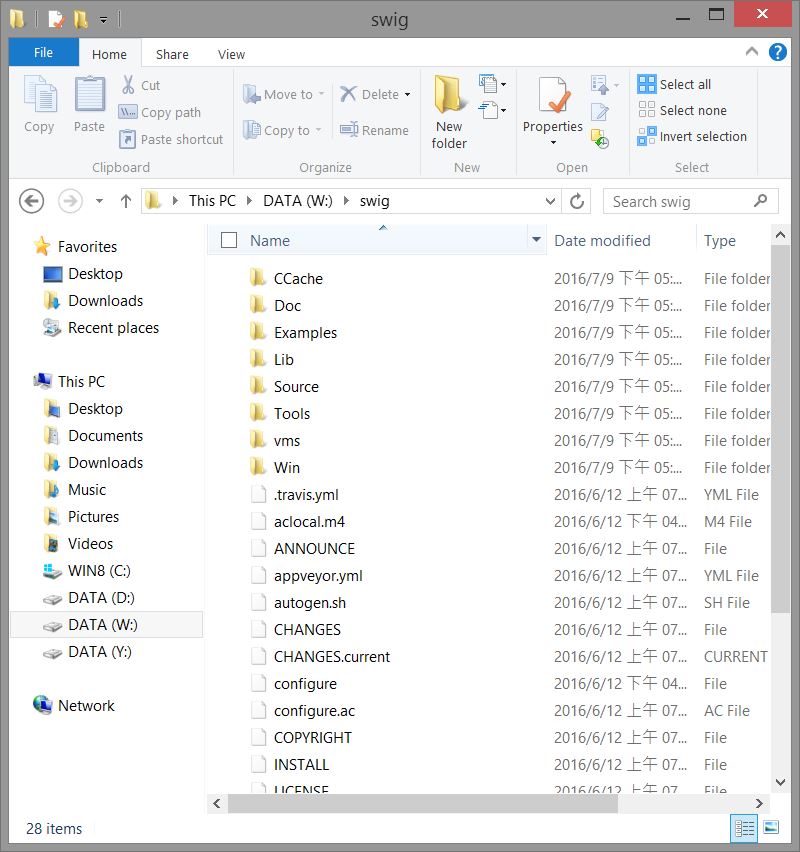 swig
File Home Share View
Copy
Paste
Cut
Copy path
Paste shortcut
Clipboard
Move to
Copy to
Delete
Rename
Organize
New
folder
New
Properties
Open
Select all
Select none
Invert selection
Select
This PC DATA (W:) swig
Search swig
Favorites
Desktop
Downloads
Recent places
This PC
Desktop
Documents
Downloads
Music
Pictures
Videos
WIN8 (C:)
DATA (D:)
DATA (W:)
DATA (Y:)
Network
Name Date modified Type
CCache 2016/7/9 下午 05:... File folder
Doc 2016/7/9 下午 05:... File folder
Examples 2016/7/9 下午 05:... File folder
Lib 2016/7/9 下午 05:... File folder
Source 2016/7/9 下午 05:... File folder
Tools 2016/7/9 下午 05:... File folder
vms 2016/7/9 下午 05:... File folder
Win 2016/7/9 下午 05:... File folder
.travis.yml 2016/6/12 上午 07... YML File
aclocal.m4 2016/6/12 下午 04... M4 File
ANNOUNCE 2016/6/12 上午 07... File
appveyor.yml 2016/6/12 上午 07... YML File
autogen.sh 2016/6/12 上午 07... SH File
CHANGES 2016/6/12 上午 07... File
CHANGES.current 2016/6/12 上午 07... CURRENT
configure 2016/6/12 下午 04... File
configure.ac 2016/6/12 上午 07... AC File
COPYRIGHT 2016/6/12 上午 07... File
INSTALL 2016/6/12 上午 07... File
LICENSE 2016/6/12 上午 07... File
28 items